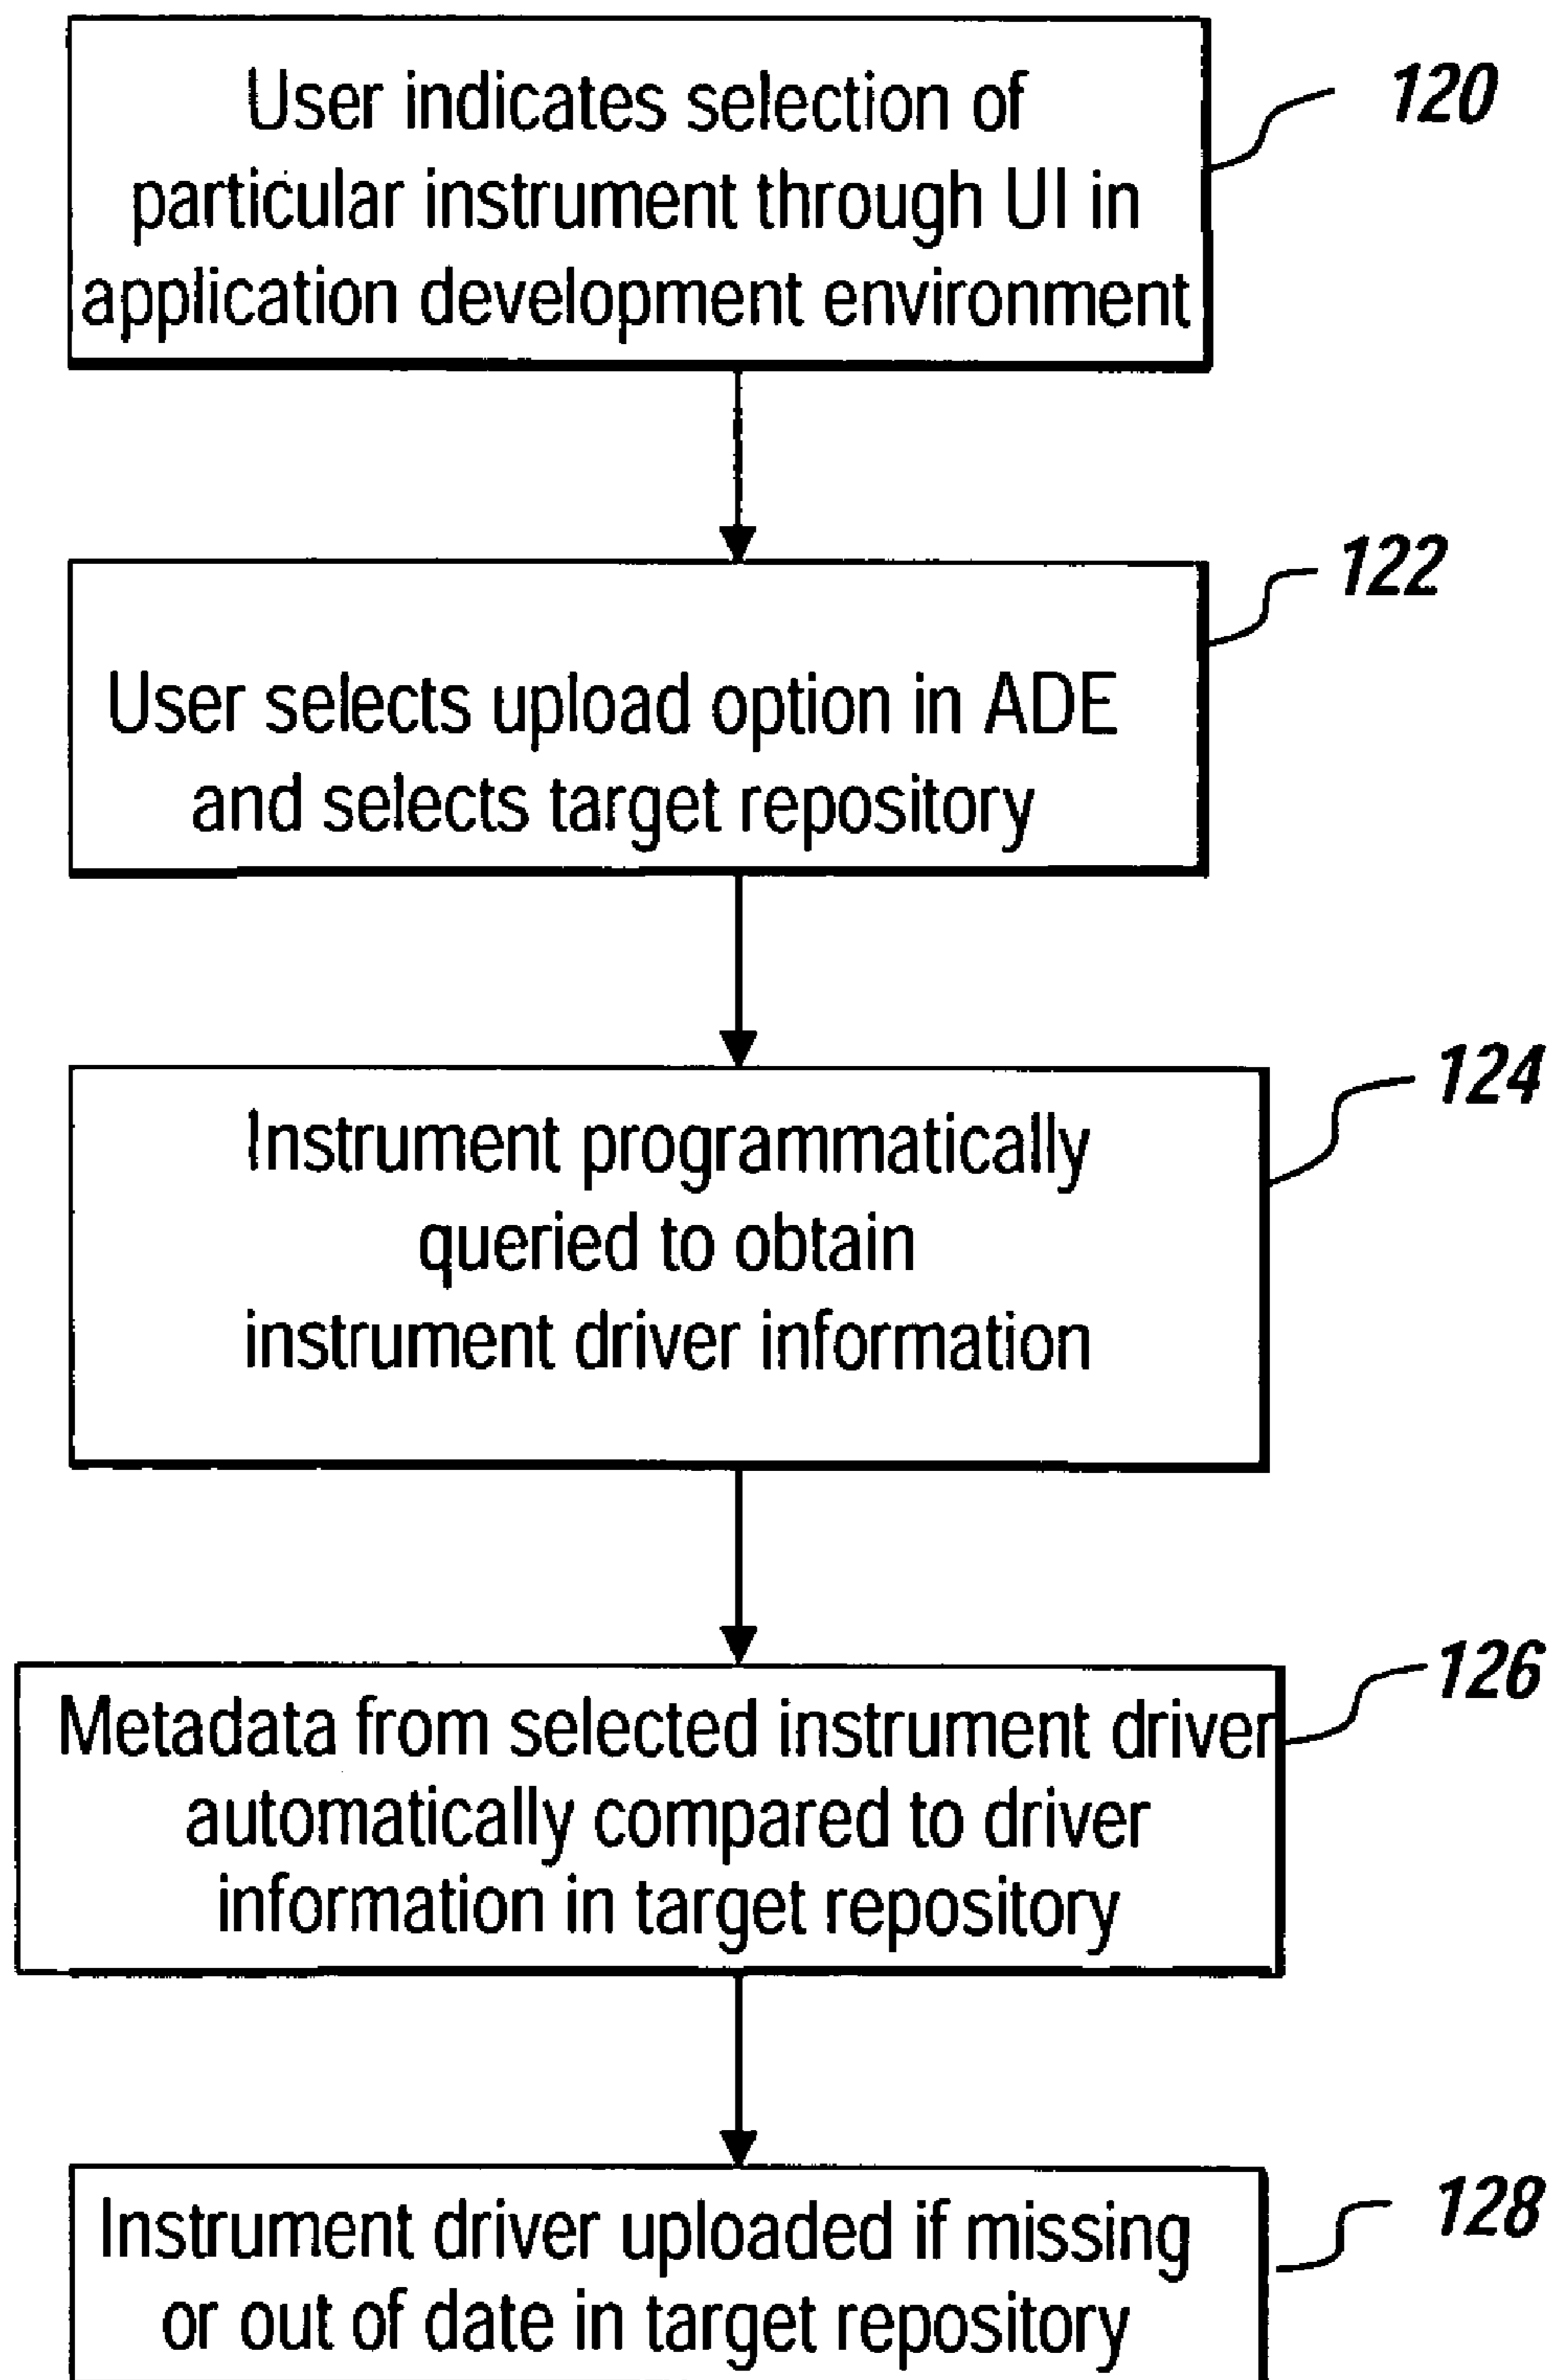 User indicates selection of
particular instrument through UI in
application development environment
120
User selects upload option in ADE
and selects target repository
122
Instrument programmatically
queried to obtain
instrument driver information
124
Metadata from selected instrument driver
automatically compared to driver
information in target repository
126
Instrument driver uploaded if missing
or out of date in target repository
128